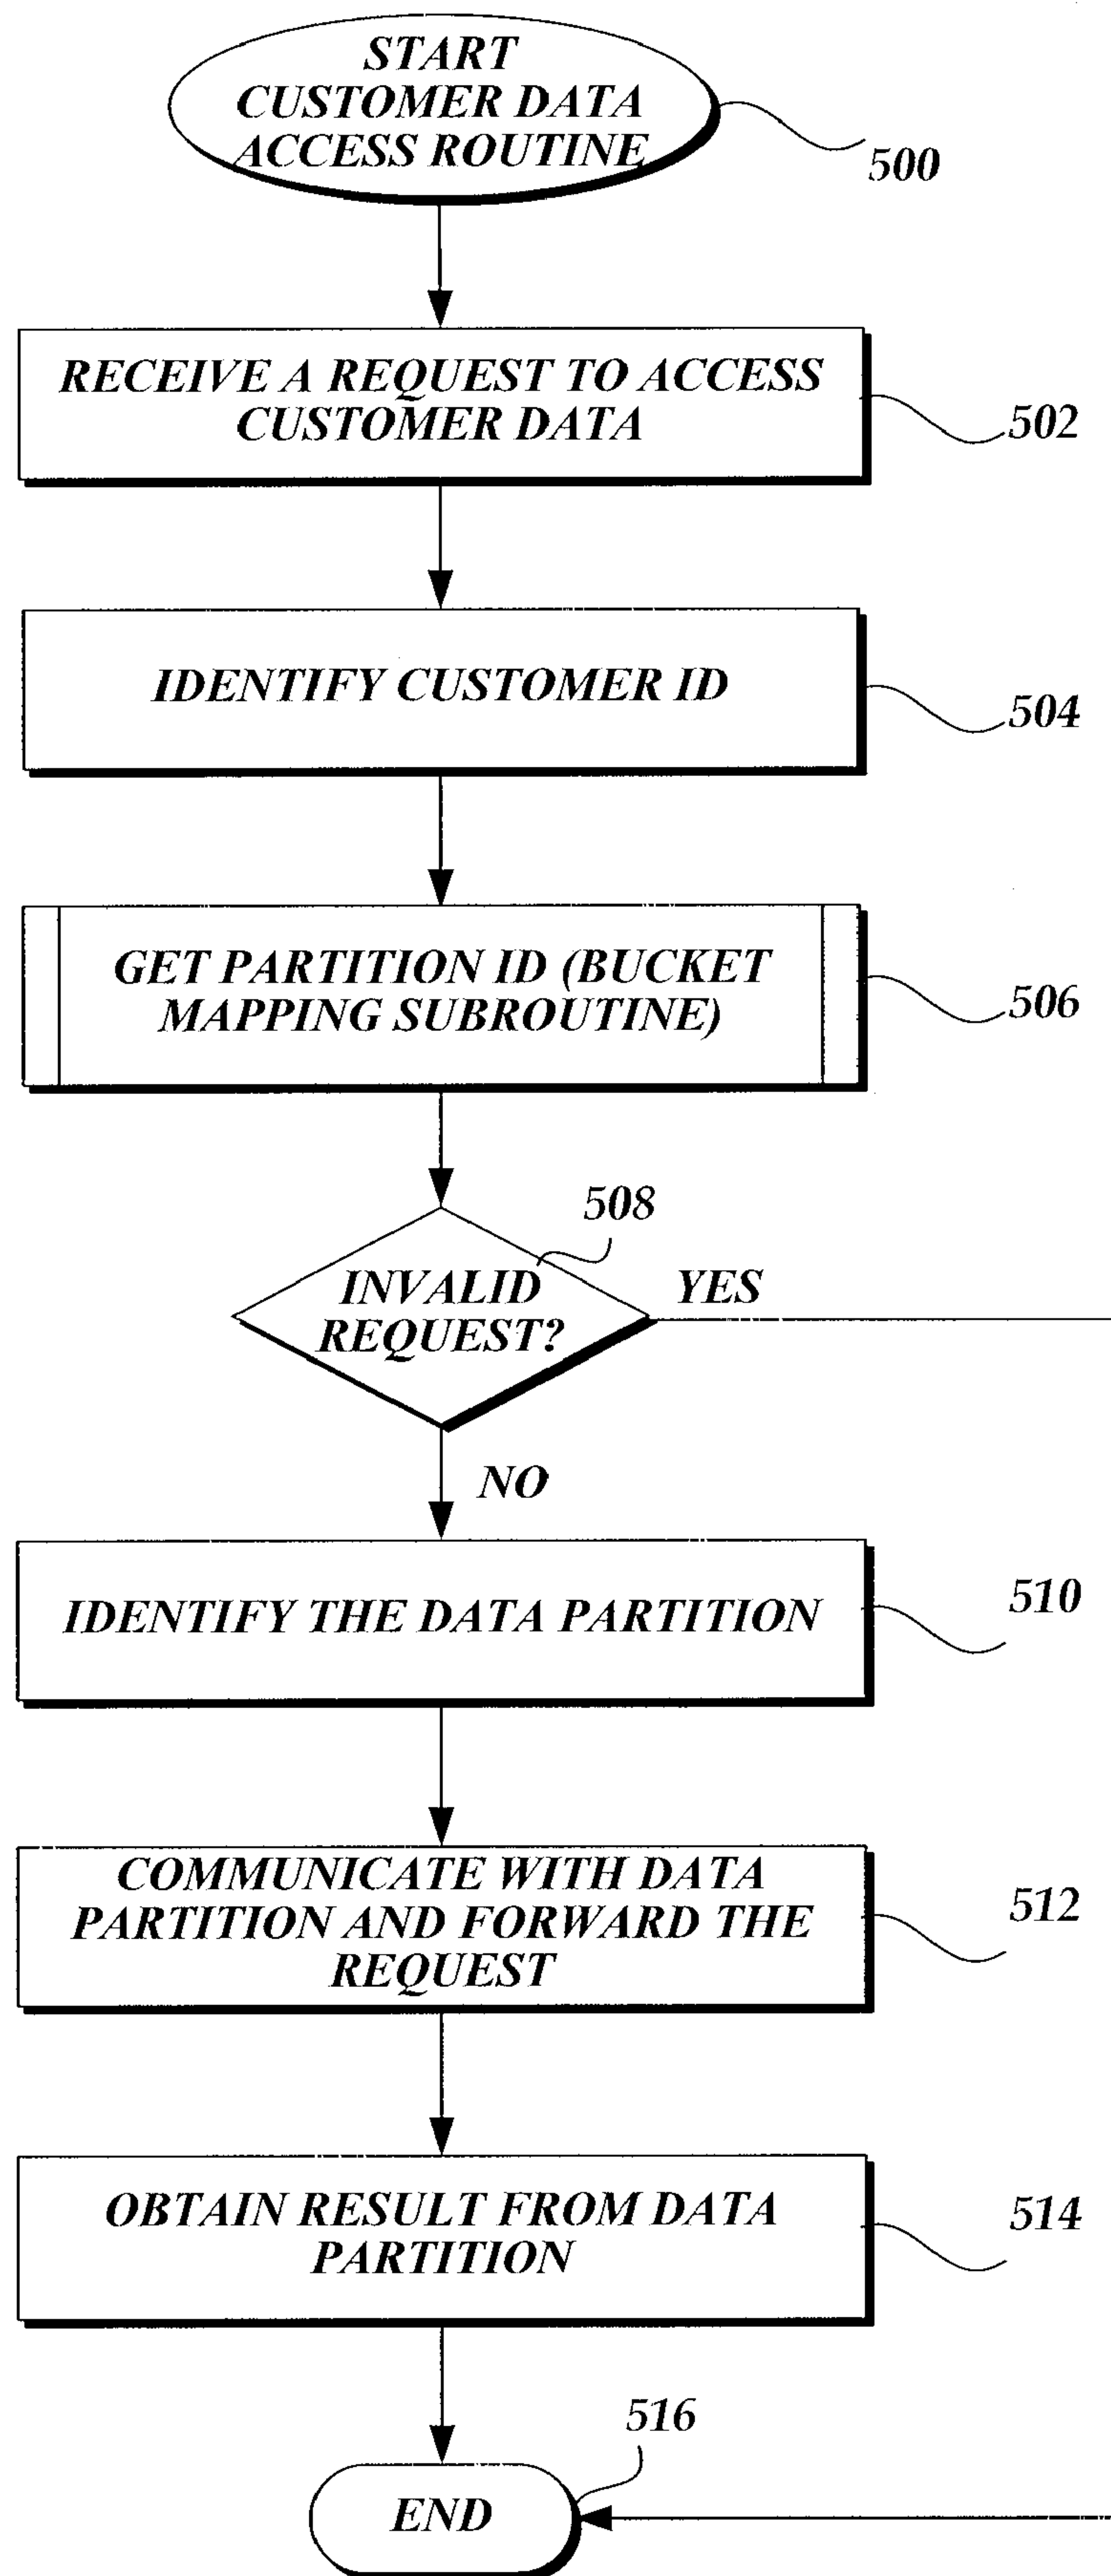 START
CUSTOMER DATA
ACCESS ROUTINE
500
RECEIVE A REQUEST TO ACCESS
CUSTOMER DATA
502
IDENTIFY CUSTOMER ID
504
GET PARTITION ID (BUCKET
MAPPING SUBROUTINE)
506
508
INVALID
REQUEST?
YES
NO
IDENTIFY THE DATA PARTITION
510
COMMUNICATE WITH DATA
PARTITION AND FORWARD THE
REQUEST
512
OBTAIN RESULT FROM DATA
PARTITION
514
516
END